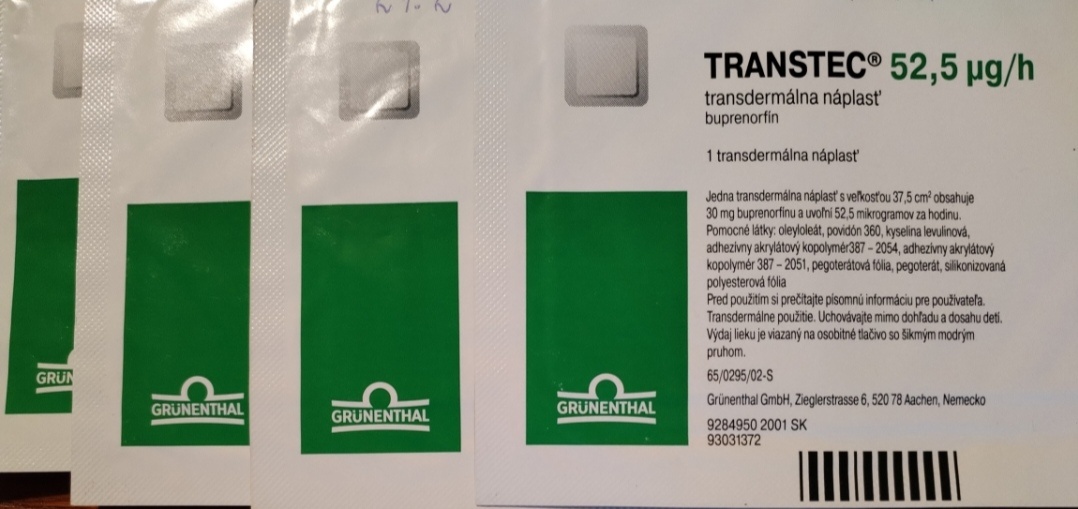 TRANSTEC® 52,5 µg/h
transdermálna náplasť
buprenorfín
1 transdermálna náplasť
Jedna transdermálna náplasť s veľkosťou 37,5 cm² obsahuje
30 mg buprenorfínu a uvoľní 52,5 mikrogramov za hodinu.
Pomocné látky: oleyloleát, povidón 360, kyselina levulinová,
adhezívny akrylátový kopolymér387 – 2054, adhezívny akrylátový
kopolymér 387 – 2051, pegoterátová fólia, pegoterát, silikonizovaná
polyesterová fólia
Pred použitím si prečítajte písomnú informáciu pre používateľa.
Transdermálne použitie. Uchovávajte mimo dohľadu a dosahu detí.
Výdaj lieku je viazaný na osobitné tlačivo so šikmým modrým
pruhom.
65/0295/02-S
Grünenthal GmbH, Zieglerstrasse 6, 520 78 Aachen, Nemecko
9284950 2001 SK
93031372
GRÜN
GRÜNENTHAL
GRÜNENTHAL
GRÜNENTHAL